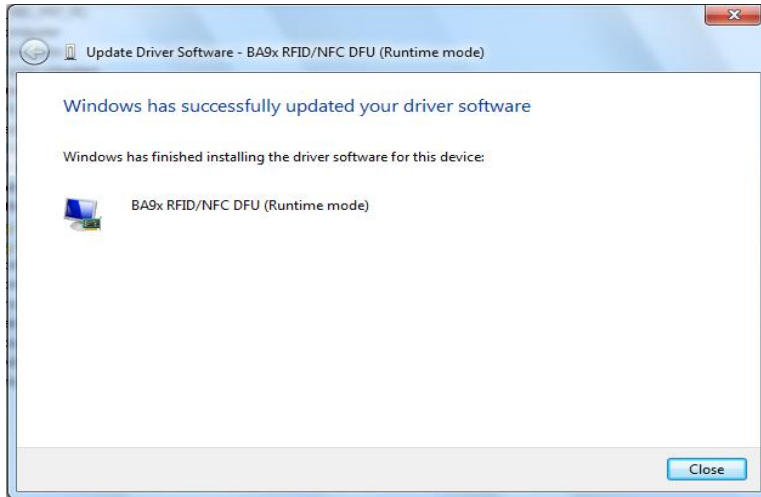 Update Driver Software - BA9x RFID/NFC DFU (Runtime mode)
Windows has successfully updated your driver software
Windows has finished installing the driver software for this device:
BA9x RFID/NFC DFU (Runtime mode)
Close